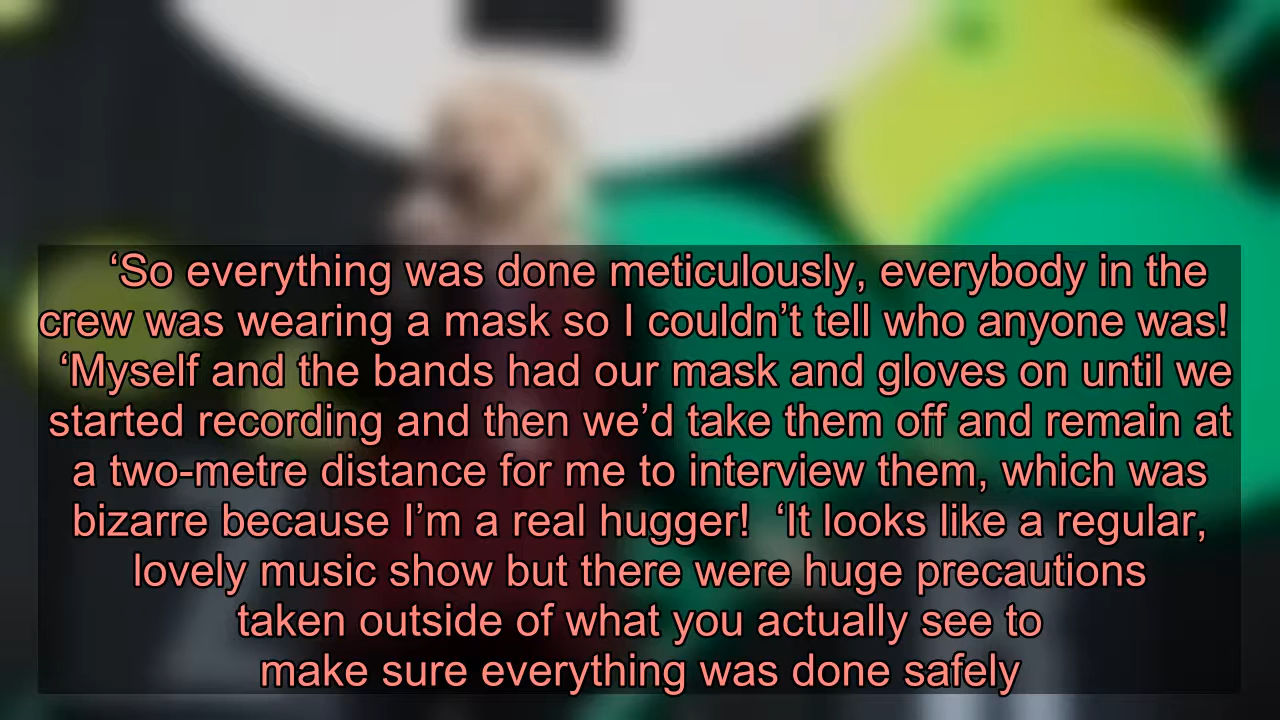 ‘So everything was done meticulously, everybody in the
crew was wearing a mask so I couldn’t tell who anyone was!
‘Myself and the bands had our mask and gloves on until we
started recording and then we’d take them off and remain at
a two-metre distance for me to interview them, which was
bizarre because I’m a real hugger!  ‘It looks like a regular,
lovely music show but there were huge precautions
taken outside of what you actually see to
make sure everything was done safely